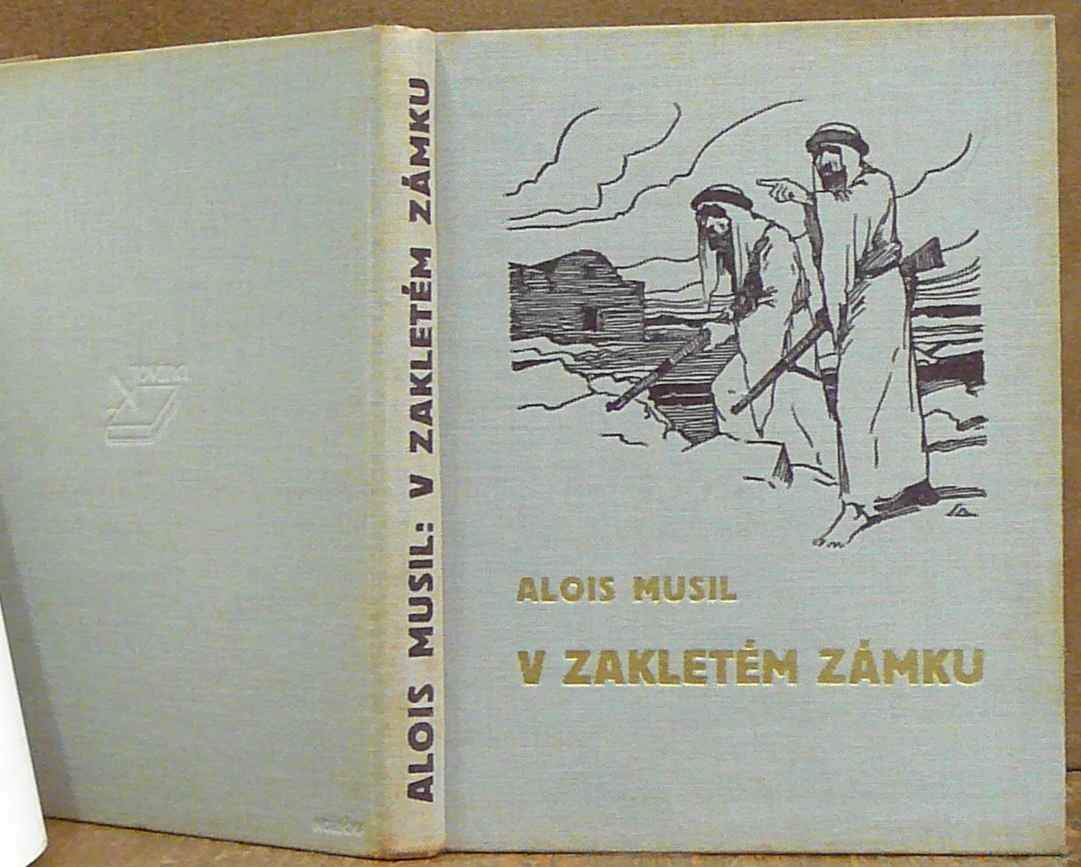 ALOIS MUSIL: V ZAKLETÉM ZÁMKU
ALOIS MUSIL
V ZAKLETÉM ZÁMKU